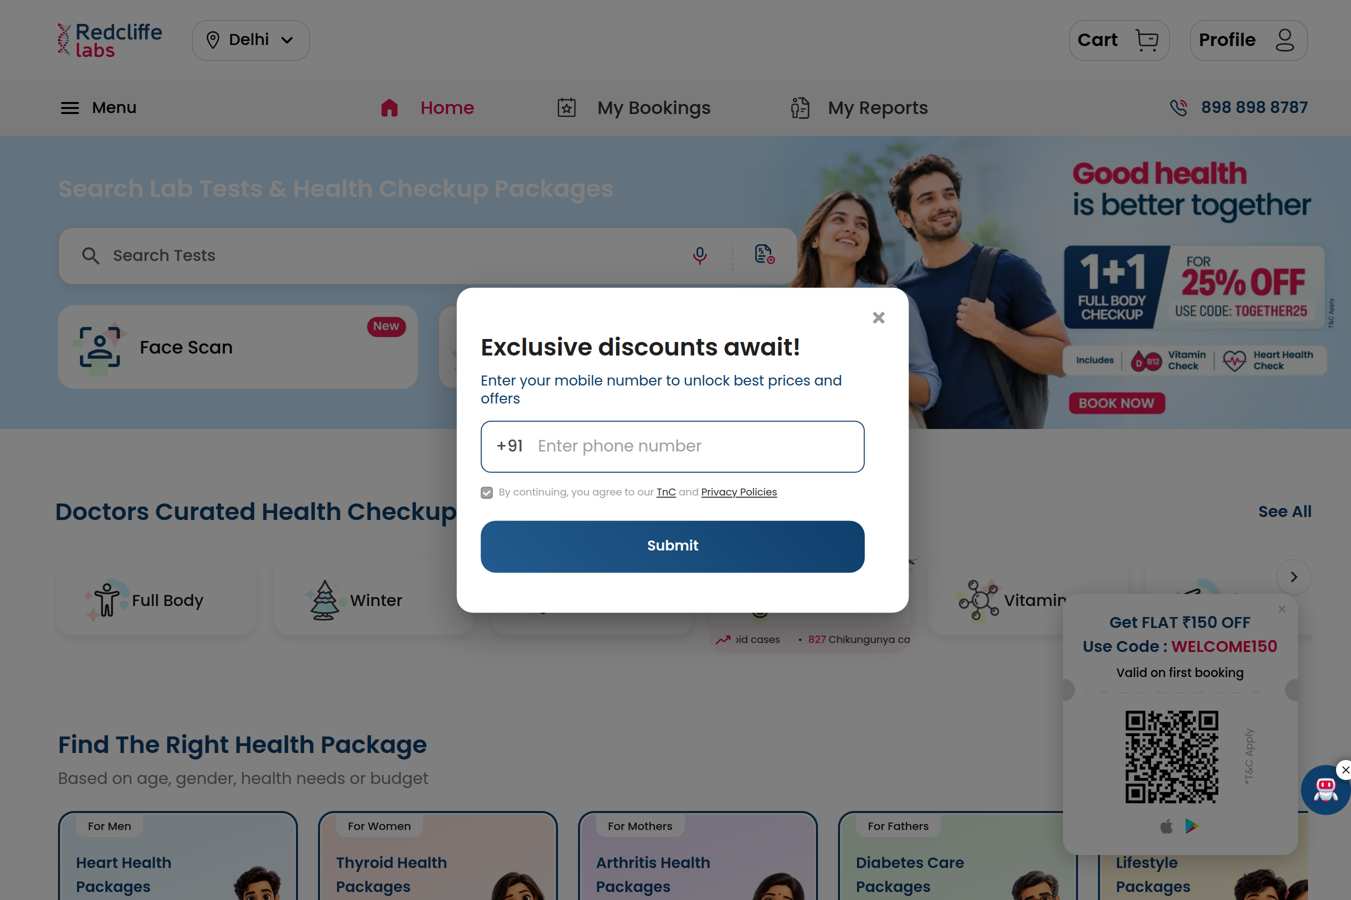 Redcliffe
labs
Delhi
Cart
Profile
Menu
Home
My Bookings
My Reports
898 898 8787
Search Lab Tests & Health Checkup Packages
Search Tests
Face Scan
New
Good health
is better together
1+1
FULL BODY
CHECKUP
FOR
25% OFF
USE CODE: TOGETHER25
T&C Apply
Includes
B12
Vitamin
Check
Heart Health
Check
BOOK NOW
Exclusive discounts await!
Enter your mobile number to unlock best prices and
offers
+91 Enter phone number
By continuing, you agree to our TnC and Privacy Policies
Submit
Doctors Curated Health Checkup
See All
Full Body
Winter
oid cases • 827 Chikungunya ca
Vitamin
Get FLAT ₹150 OFF
Use Code : WELCOME150
Valid on first booking
*T&C Apply
Find The Right Health Package
Based on age, gender, health needs or budget
For Men
Heart Health
Packages
For Women
Thyroid Health
Packages
For Mothers
Arthritis Health
Packages
For Fathers
Diabetes Care
Packages
Lifestyle
Packages